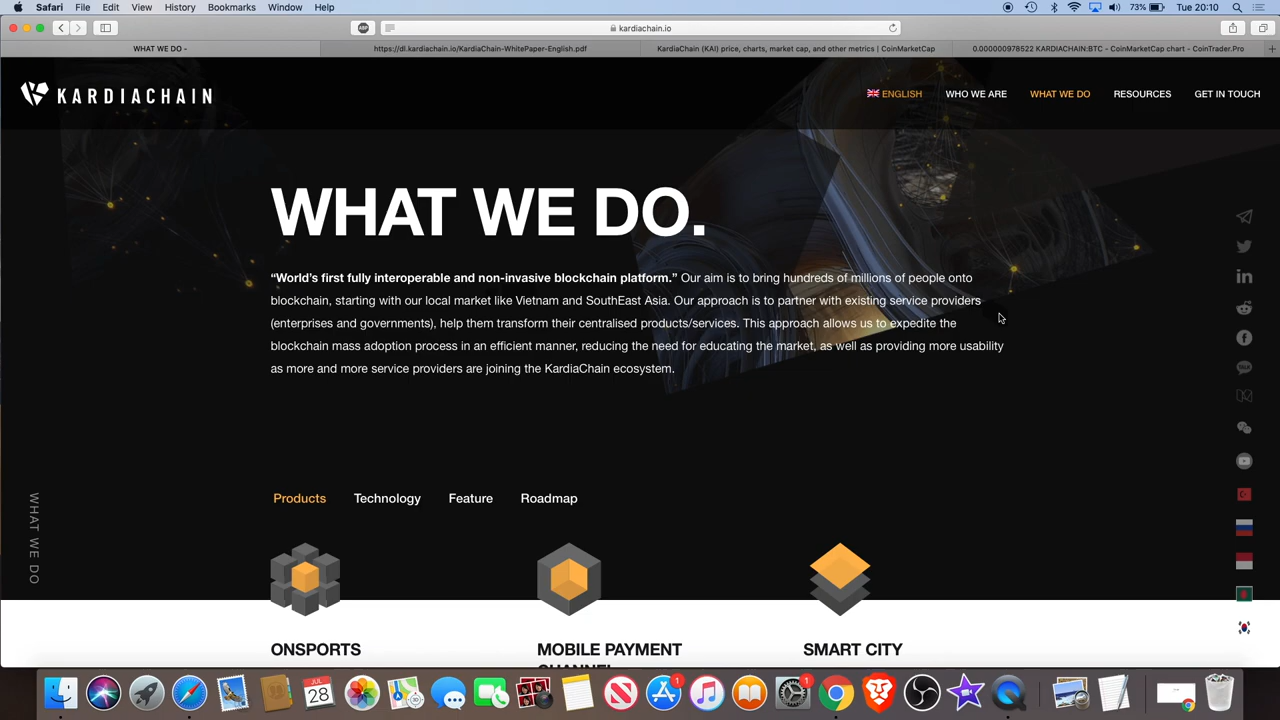 Safari File Edit View History Bookmarks Window Help
73% Tue 20:10
ABP
kardiachain.io
WHAT WE DO -
https://dl.kardiachain.io/KardiaChain-WhitePaper-English.pdf
KardiaChain (KAI) price, charts, market cap, and other metrics | CoinMarketCap
0.000000978522 KARDIACHAIN:BTC - CoinMarketCap chart - CoinTrader.Pro
KARDIACHAIN
ENGLISH WHO WE ARE WHAT WE DO RESOURCES GET IN TOUCH
WHAT WE DO.
“World’s first fully interoperable and non-invasive blockchain platform.” Our aim is to bring hundreds of millions of people onto
blockchain, starting with our local market like Vietnam and SouthEast Asia. Our approach is to partner with existing service providers
(enterprises and governments), help them transform their centralised products/services. This approach allows us to expedite the
blockchain mass adoption process in an efficient manner, reducing the need for educating the market, as well as providing more usability
as more and more service providers are joining the KardiaChain ecosystem.
WHAT WE DO
Products Technology Feature Roadmap
ONSPORTS
MOBILE PAYMENT
CHANNEL
SMART CITY
TALK
JUL
28
1
1